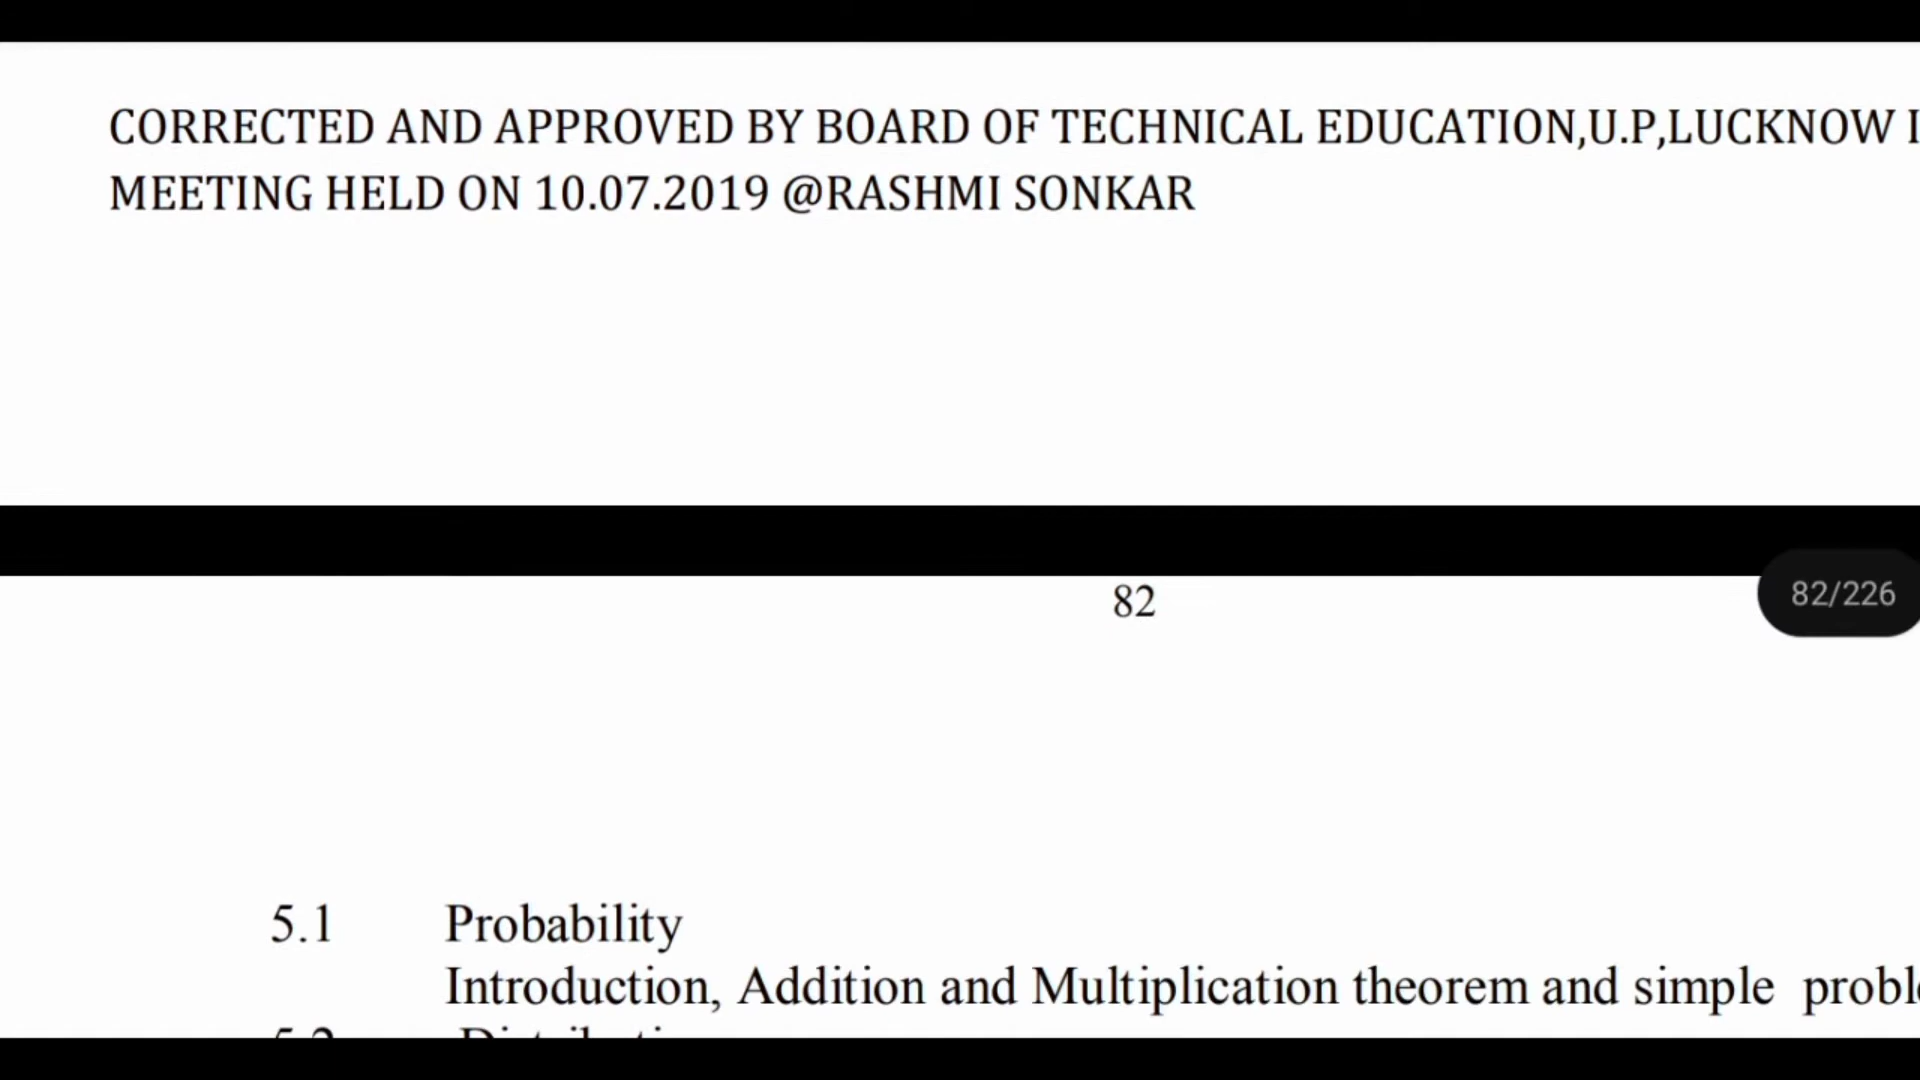 CORRECTED AND APPROVED BY BOARD OF TECHNICAL EDUCATION,U.P,LUCKNOW
MEETING HELD ON 10.07.2019 @RASHMI SONKAR
82
82/226
5.1 Probability
Introduction, Addition and Multiplication theorem and simple